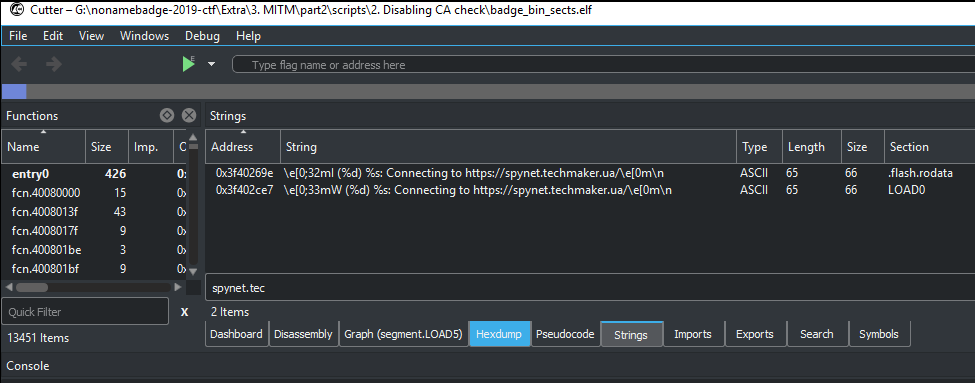 Cutter – G:\nonamebadge-2019-ctf\Extra\3. MITM\part2\scripts\2. Disabling CA check\badge_bin_sects.elf
File Edit View Windows Debug Help
E
Type flag name or address here
Functions
Strings
Name Size Imp. O
Address String Type Length Size Section
entry0 426 0x
0x3f40269e \e[0;32mI (%d) %s: Connecting to https://spynet.techmaker.ua/\e[0m\n ASCII 65 66 .flash.rodata
fcn.40080000 15 0x
0x3f402ce7 \e[0;33mW (%d) %s: Connecting to https://spynet.techmaker.ua/\e[0m\n ASCII 65 66 LOAD0
fcn.4008013f 43 0x
fcn.4008017f 9 0x
fcn.400801be 3 0x
fcn.400801bf 9 0x
spynet.tec
Quick Filter X
2 Items
13451 Items
Dashboard Disassembly Graph (segment.LOAD5) Hexdump Pseudocode Strings Imports Exports Search Symbols
Console